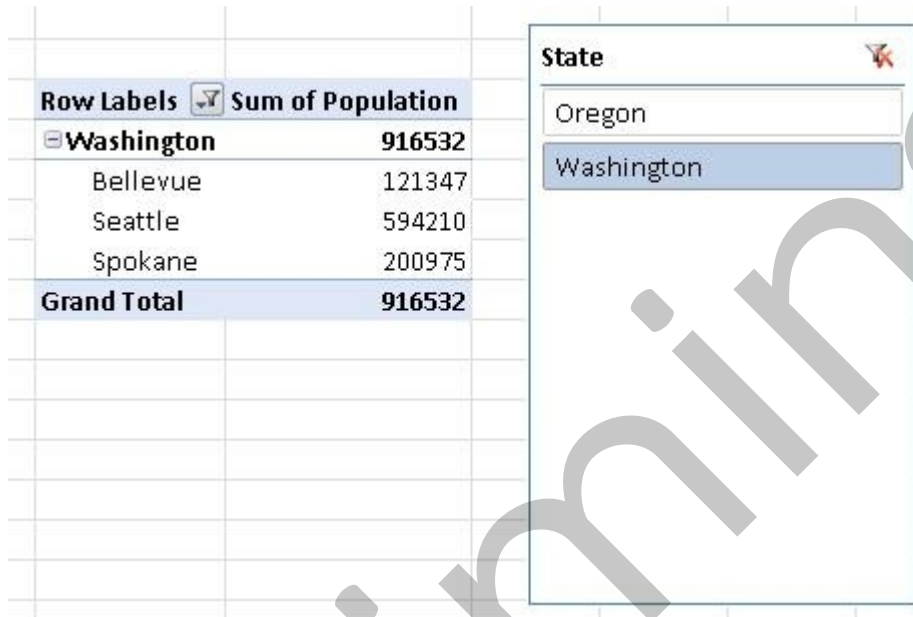 Row Labels Sum of Population
Washington 916532
Bellevue 121347
Seattle 594210
Spokane 200975
Grand Total 916532
State
Oregon
Washington